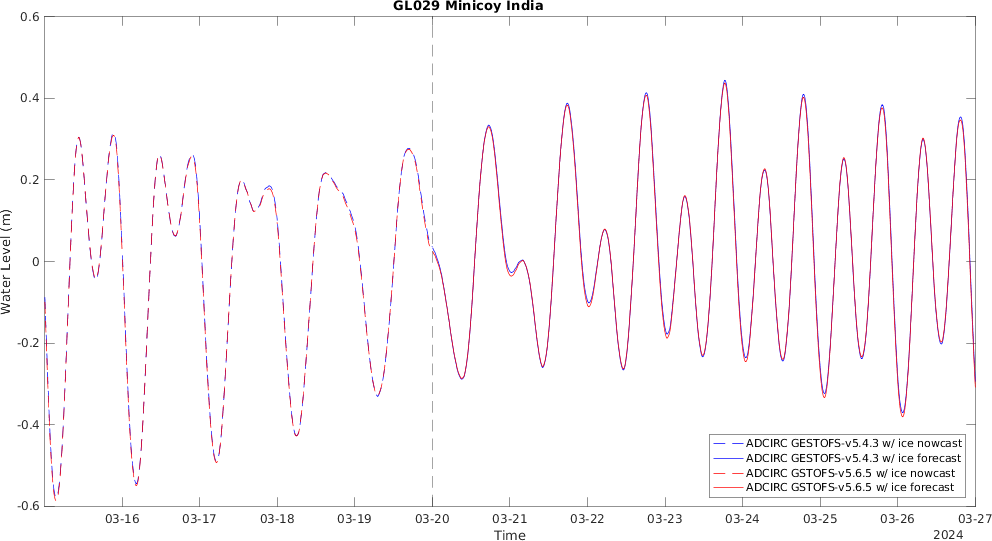 GL029 Minicoy India
0.6
0.4
0.2
0
-0.2
-0.4
-0.6
Water Level (m)
03-16 03-17 03-18 03-19 03-20 03-21 03-22 03-23 03-24 03-25 03-26 03-27
Time
2024
ADCIRC GESTOFS-v5.4.3 w/ ice nowcast
ADCIRC GESTOFS-v5.4.3 w/ ice forecast
ADCIRC GSTOFS-v5.6.5 w/ ice nowcast
ADCIRC GSTOFS-v5.6.5 w/ ice forecast